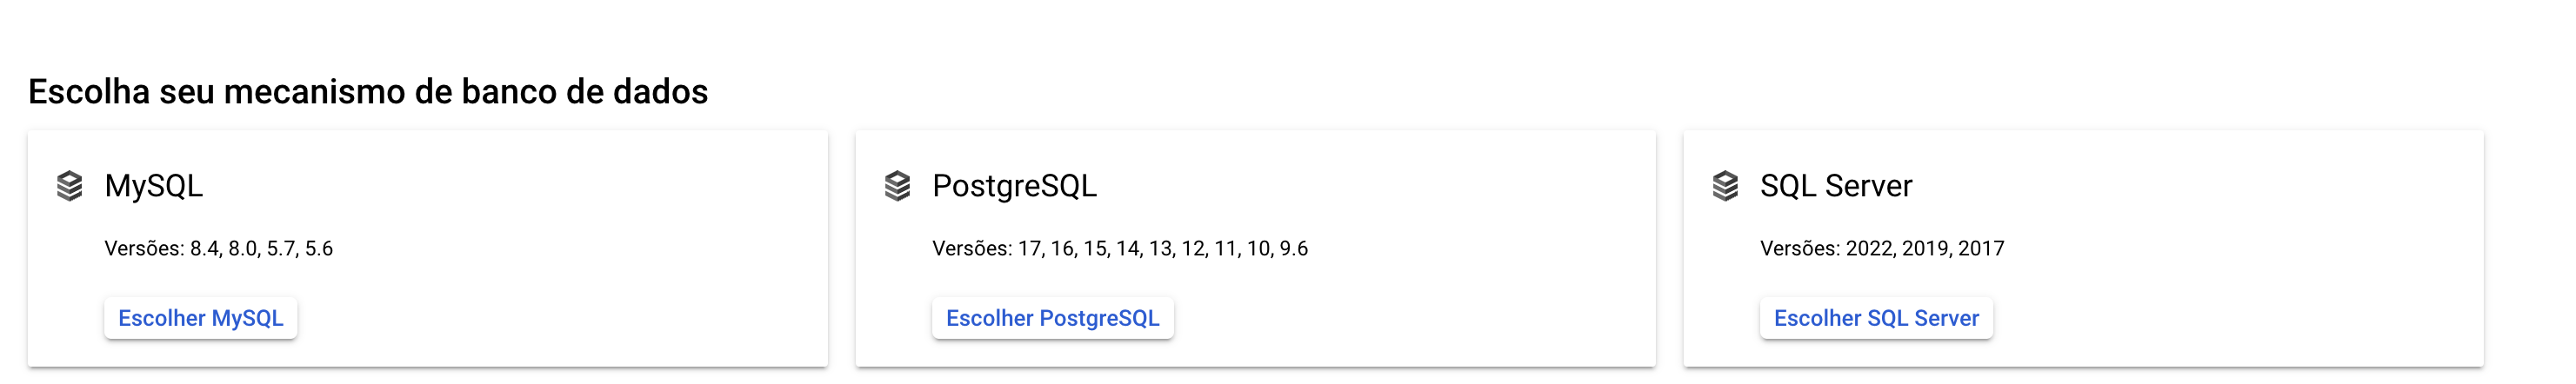 Escolha seu mecanismo de banco de dados
MySQL
Versões: 8.4, 8.0, 5.7, 5.6
Escolher MySQL
PostgreSQL
Versões: 17, 16, 15, 14, 13, 12, 11, 10, 9.6
Escolher PostgreSQL
SQL Server
Versões: 2022, 2019, 2017
Escolher SQL Server